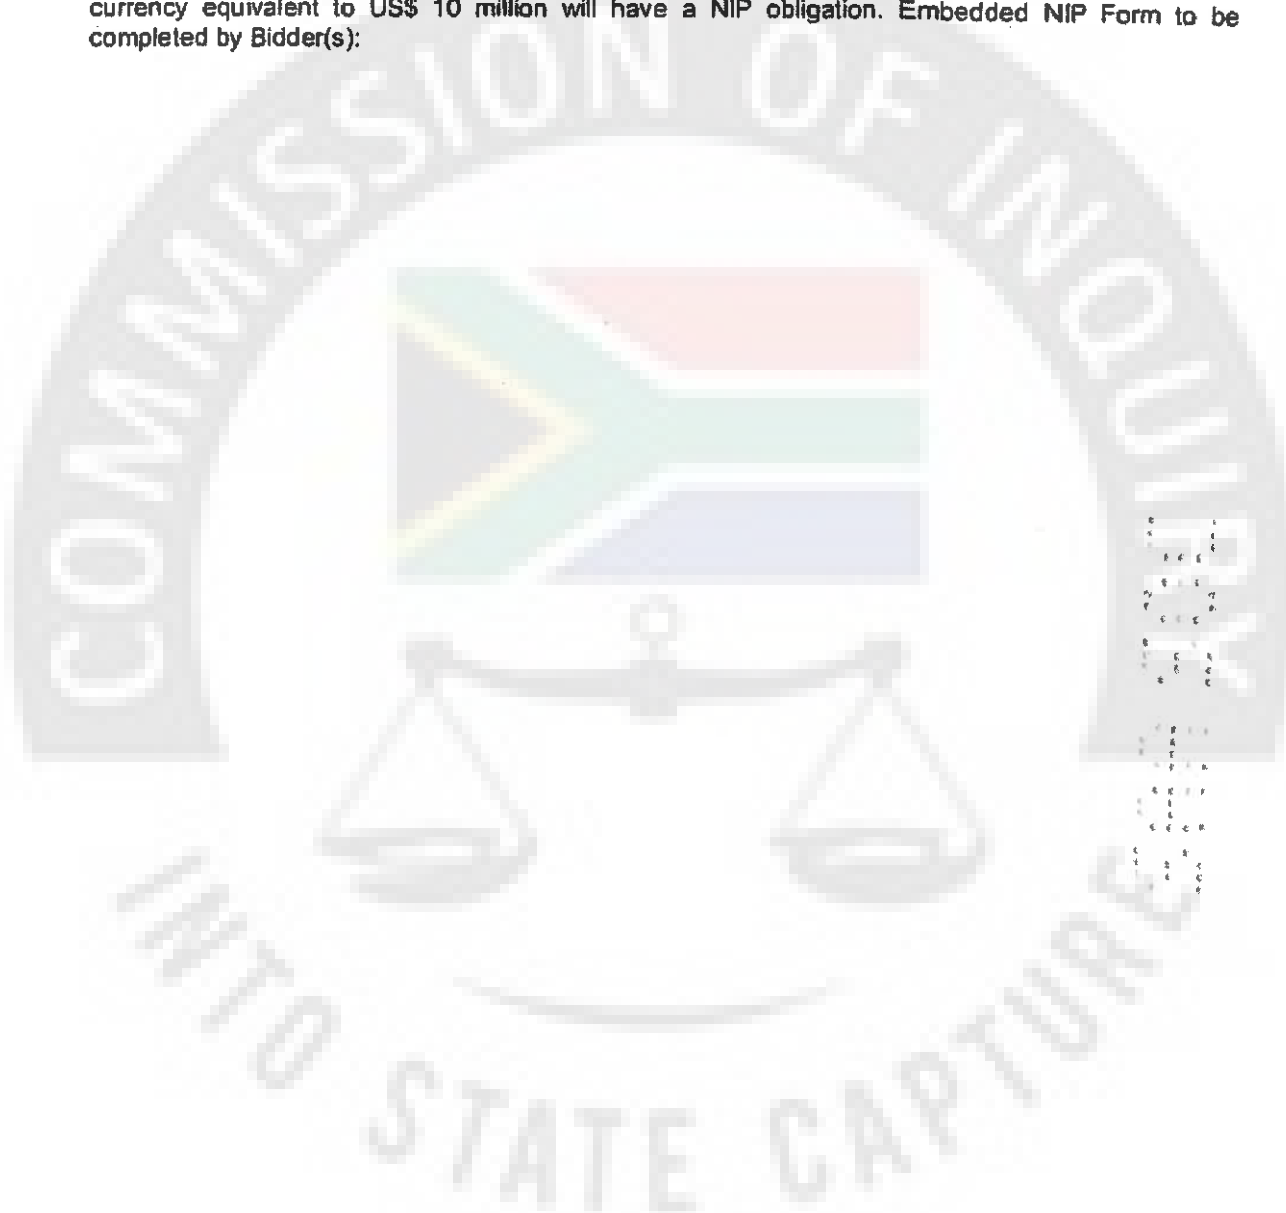 currency equivalent to US$ 10 million will have a NIP obligation. Embedded NIP Form to be
completed by Bidder(s):
COMMISSION OF INQUIRY
INTO STATE CAPTURE